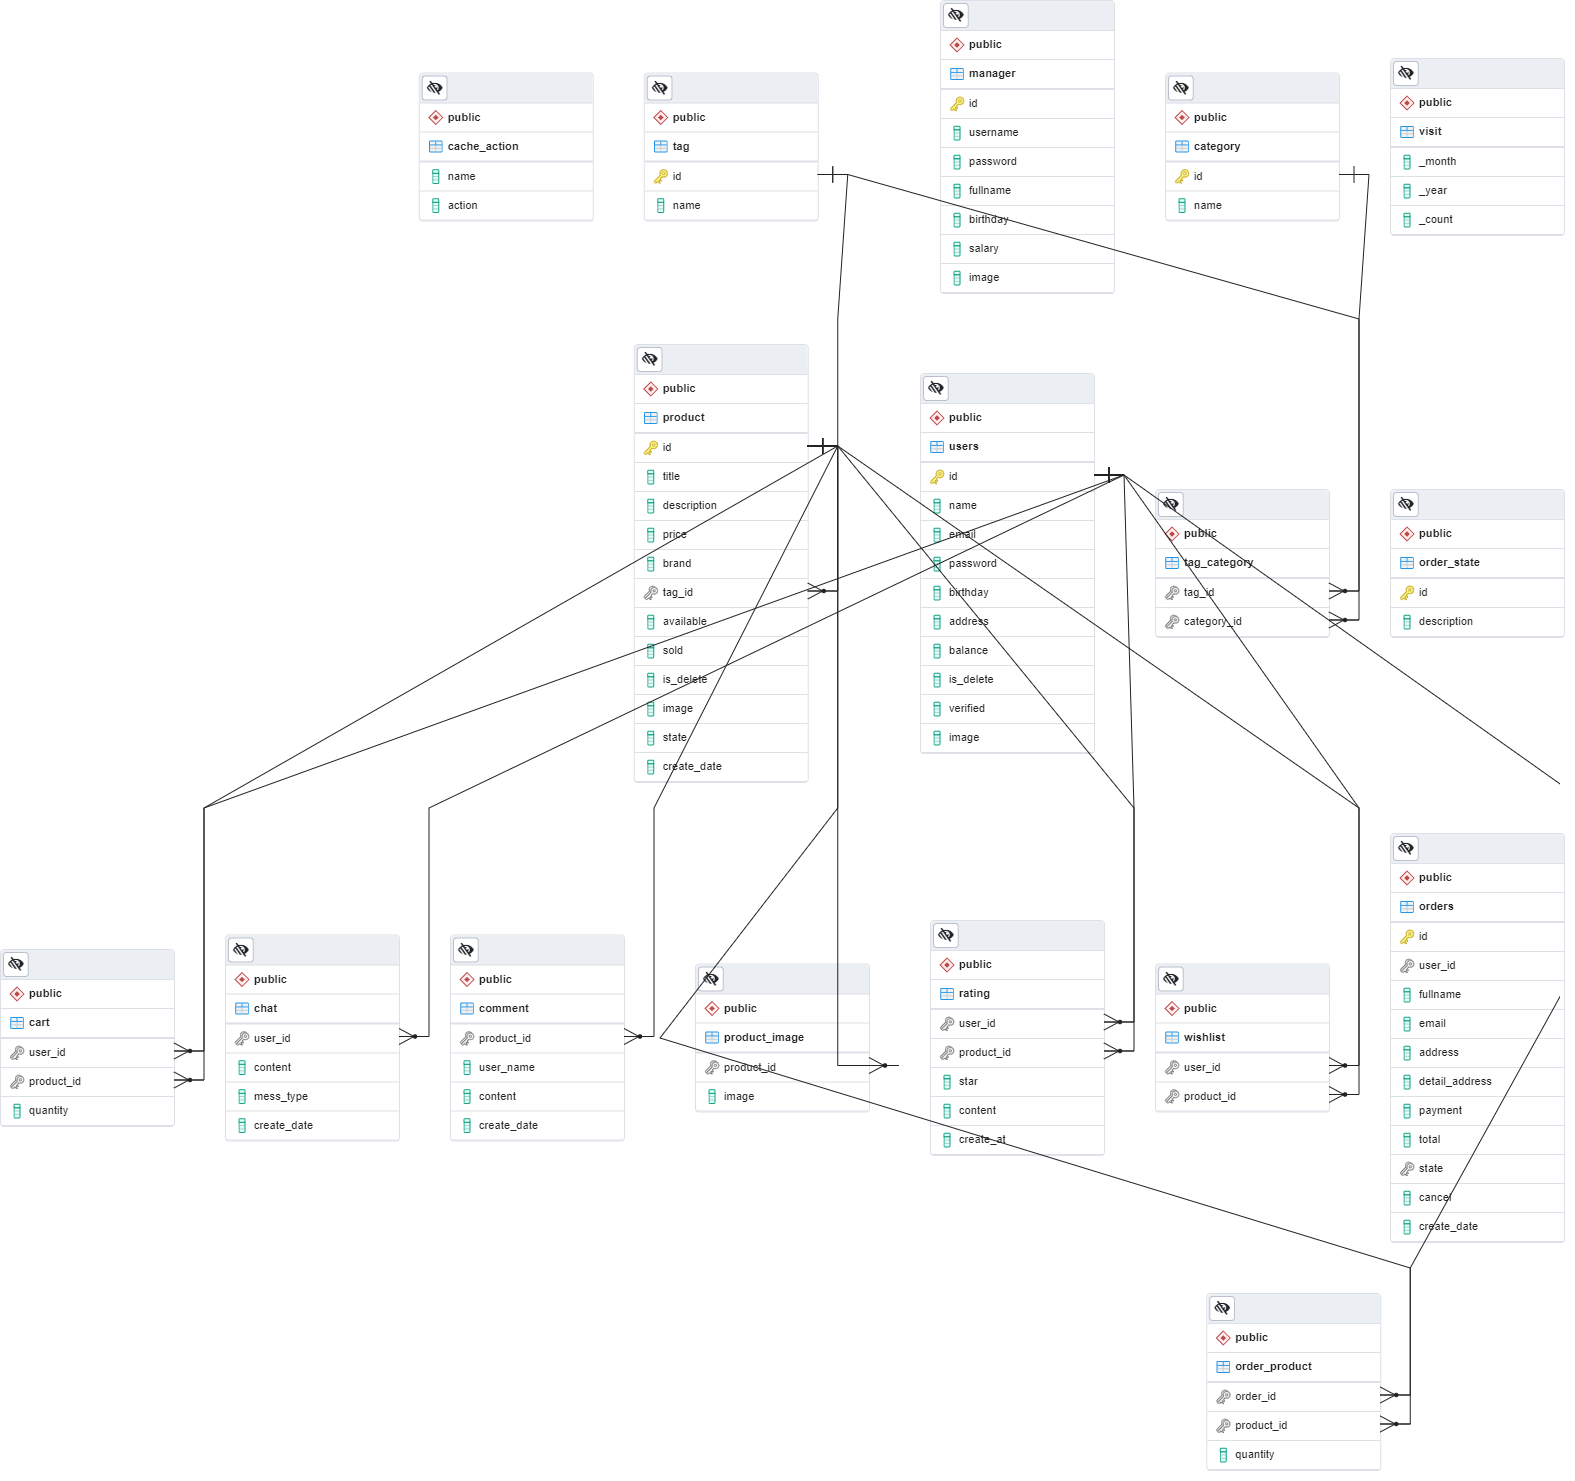 public
manager
id
username
password
fullname
birthday
salary
image
public
cache_action
name
action
public
tag
id
name
public
category
id
name
public
visit
_month
_year
_count
public
product
id
title
description
price
brand
tag_id
available
sold
is_delete
image
state
create_date
public
users
id
name
email
password
birthday
address
balance
is_delete
verified
image
public
tag_category
tag_id
category_id
public
order_state
id
description
public
cart
user_id
product_id
quantity
public
chat
user_id
content
mess_type
create_date
public
comment
product_id
user_name
content
create_date
public
product_image
product_id
image
public
rating
user_id
product_id
star
content
create_at
public
wishlist
user_id
product_id
public
orders
id
user_id
fullname
email
address
detail_address
payment
total
state
cancel
create_date
public
order_product
order_id
product_id
quantity